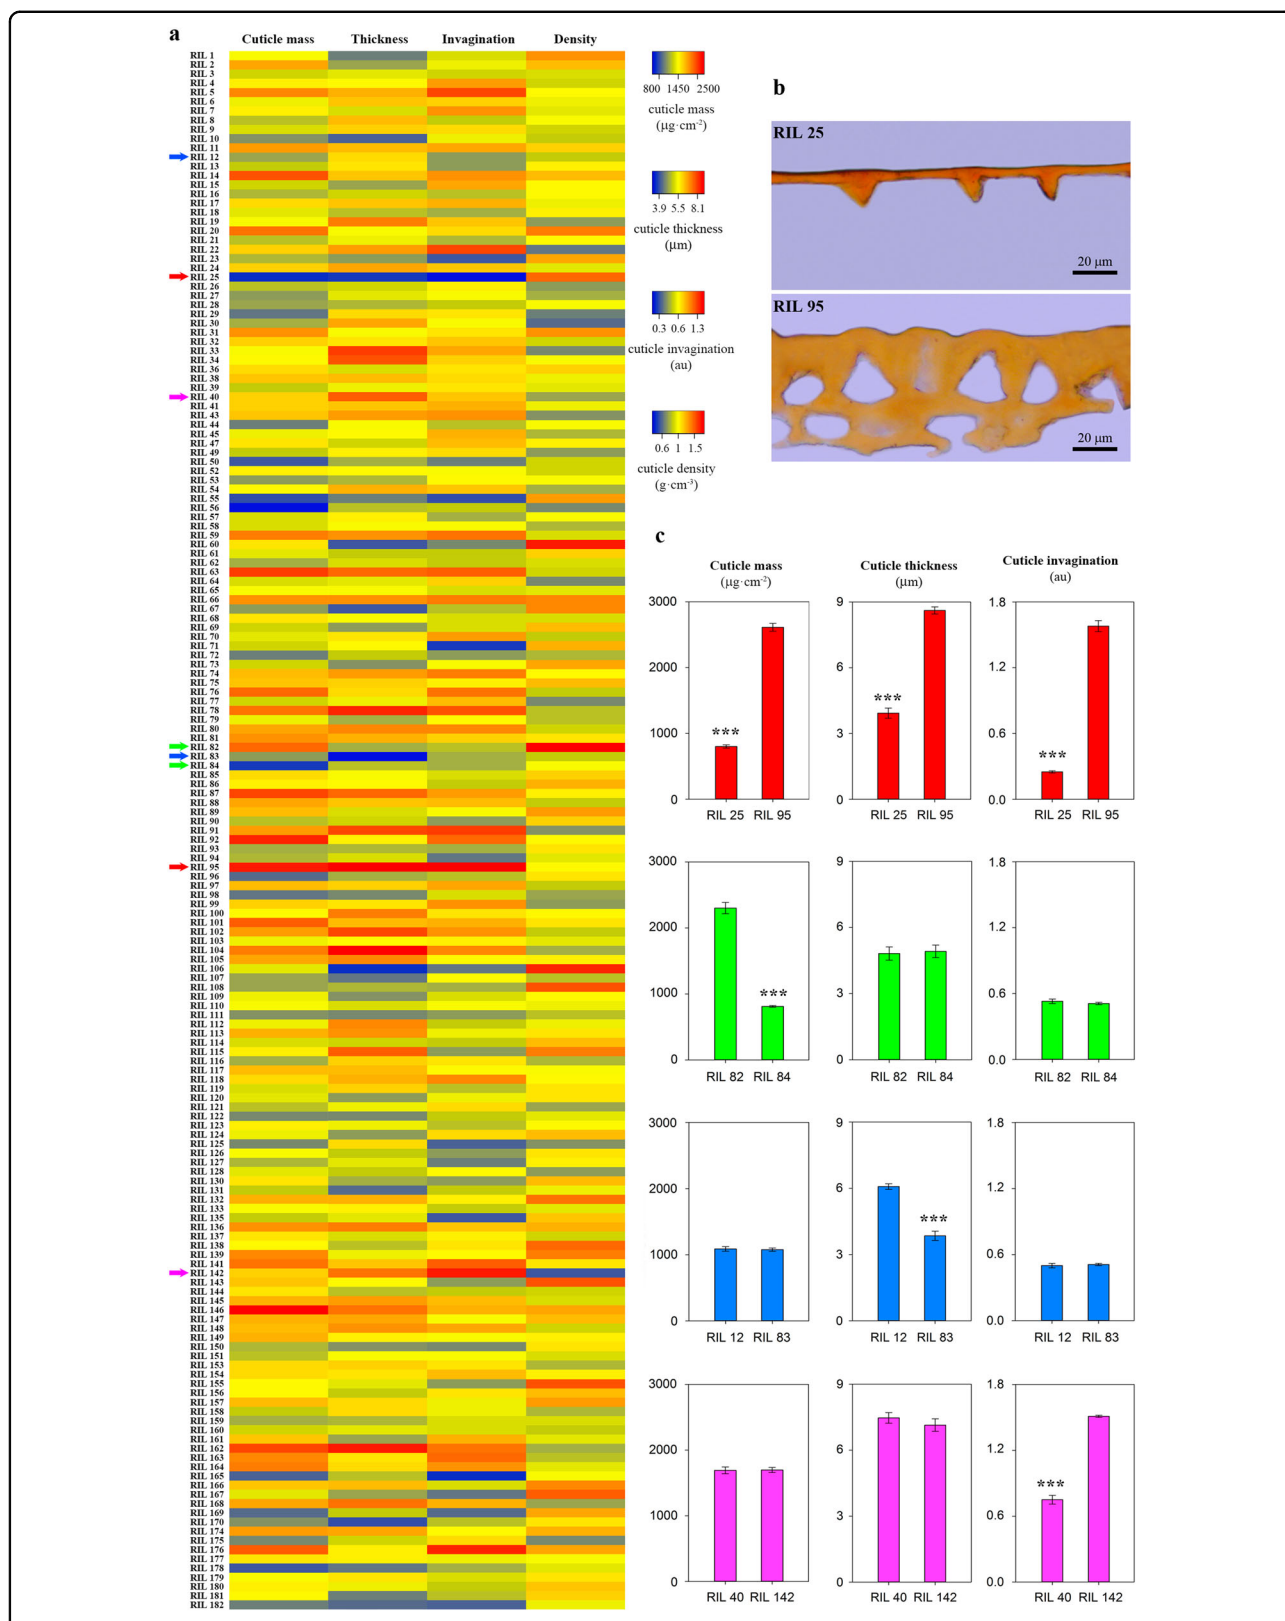 a
Cuticle mass Thickness Invagination Density
RIL 1
RIL 2
RIL 3
RIL 4
RIL 5
RIL 6
RIL 7
RIL 8
RIL 9
RIL 10
RIL 11
RIL 12
RIL 13
RIL 14
RIL 15
RIL 16
RIL 17
RIL 18
RIL 19
RIL 20
RIL 21
RIL 22
RIL 23
RIL 24
RIL 25
RIL 26
RIL 27
RIL 28
RIL 29
RIL 30
RIL 31
RIL 32
RIL 33
RIL 34
RIL 36
RIL 38
RIL 39
RIL 40
RIL 41
RIL 43
RIL 44
RIL 45
RIL 47
RIL 49
RIL 50
RIL 52
RIL 53
RIL 54
RIL 55
RIL 56
RIL 57
RIL 58
RIL 59
RIL 60
RIL 61
RIL 62
RIL 63
RIL 64
RIL 65
RIL 66
RIL 67
RIL 68
RIL 69
RIL 70
RIL 71
RIL 72
RIL 73
RIL 74
RIL 75
RIL 76
RIL 77
RIL 78
RIL 79
RIL 80
RIL 81
RIL 82
RIL 83
RIL 84
RIL 85
RIL 86
RIL 87
RIL 88
RIL 89
RIL 90
RIL 91
RIL 92
RIL 93
RIL 94
RIL 95
RIL 96
RIL 97
RIL 98
RIL 99
RIL 100
RIL 101
RIL 102
RIL 103
RIL 104
RIL 105
RIL 106
RIL 107
RIL 108
RIL 109
RIL 110
RIL 111
RIL 112
RIL 113
RIL 114
RIL 115
RIL 116
RIL 117
RIL 118
RIL 119
RIL 120
RIL 121
RIL 122
RIL 123
RIL 124
RIL 125
RIL 126
RIL 127
RIL 128
RIL 130
RIL 131
RIL 132
RIL 133
RIL 135
RIL 136
RIL 137
RIL 138
RIL 139
RIL 141
RIL 142
RIL 143
RIL 144
RIL 145
RIL 146
RIL 147
RIL 148
RIL 149
RIL 150
RIL 151
RIL 153
RIL 154
RIL 155
RIL 156
RIL 157
RIL 158
RIL 159
RIL 160
RIL 161
RIL 162
RIL 163
RIL 164
RIL 165
RIL 166
RIL 167
RIL 168
RIL 169
RIL 170
RIL 174
RIL 175
RIL 176
RIL 177
RIL 178
RIL 179
RIL 180
RIL 181
RIL 182
800 1450 2500
cuticle mass
(μg·cm-2)
3.9 5.5 8.1
cuticle thickness
(μm)
0.3 0.6 1.3
cuticle invagination
(au)
0.6 1 1.5
cuticle density
(g·cm-3)
b
RIL 25
20 μm
RIL 95
20 μm
c
Cuticle mass
(μg·cm-2)
3000
2000
1000
0
***
RIL 25 RIL 95
Cuticle thickness
(μm)
9
6
3
0
***
RIL 25 RIL 95
Cuticle invagination
(au)
1.8
1.2
0.6
0.0
***
RIL 25 RIL 95
3000
2000
1000
0
***
RIL 82 RIL 84
9
6
3
0
RIL 82 RIL 84
1.8
1.2
0.6
0.0
RIL 82 RIL 84
3000
2000
1000
0
RIL 12 RIL 83
9
6
3
0
***
RIL 12 RIL 83
1.8
1.2
0.6
0.0
RIL 12 RIL 83
3000
2000
1000
0
RIL 40 RIL 142
9
6
3
0
RIL 40 RIL 142
1.8
1.2
0.6
0.0
***
RIL 40 RIL 142